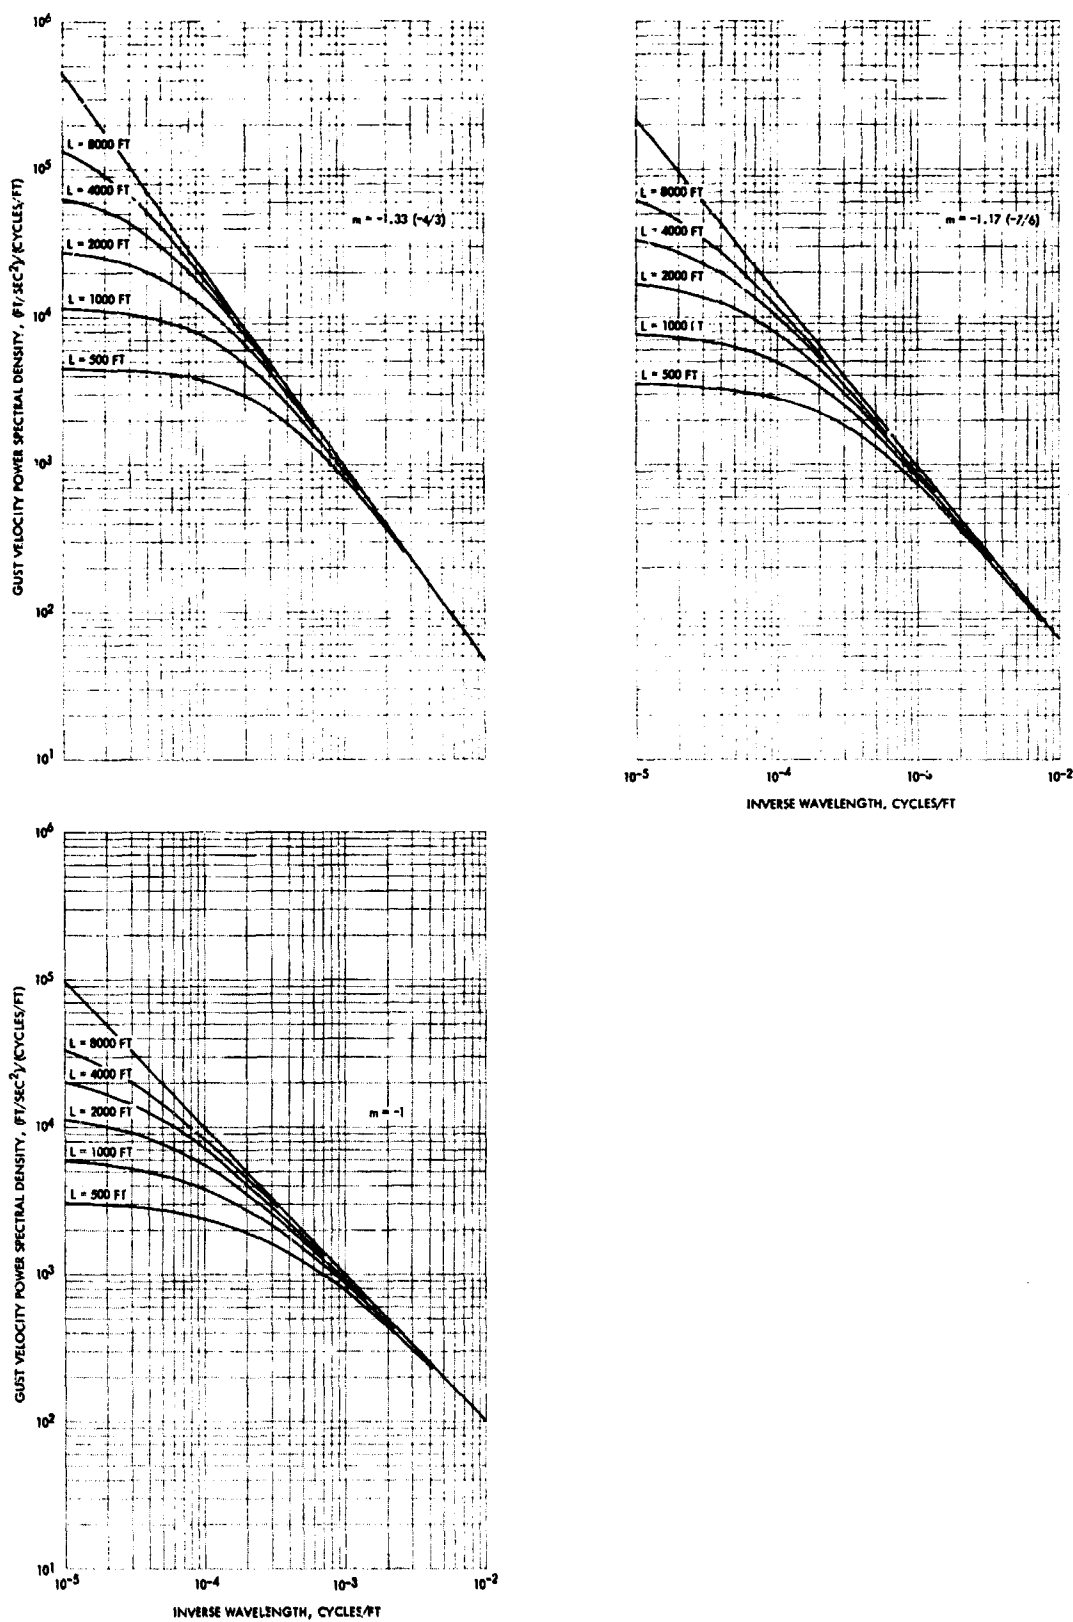 10⁶
10⁵
10⁴
10³
10²
10¹
GUST VELOCITY POWER SPECTRAL DENSITY, (FT/SEC²)/(CYCLES/FT)
L = 8000 FT
L = 4000 FT
L = 2000 FT
L = 1000 FT
L = 500 FT
m = -1.33 (-4/3)
L = 8000 FT
L = 4000 FT
L = 2000 FT
L = 1000 FT
L = 500 FT
m = -1.17 (-7/6)
10⁻⁵ 10⁻⁴ 10⁻³ 10⁻²
INVERSE WAVELENGTH, CYCLES/FT
10⁶
10⁵
10⁴
10³
10²
10¹
GUST VELOCITY POWER SPECTRAL DENSITY, (FT/SEC²)/(CYCLES/FT)
L = 8000 FT
L = 4000 FT
L = 2000 FT
L = 1000 FT
L = 500 FT
m = -1
10⁻⁵ 10⁻⁴ 10⁻³ 10⁻²
INVERSE WAVELENGTH, CYCLES/FT